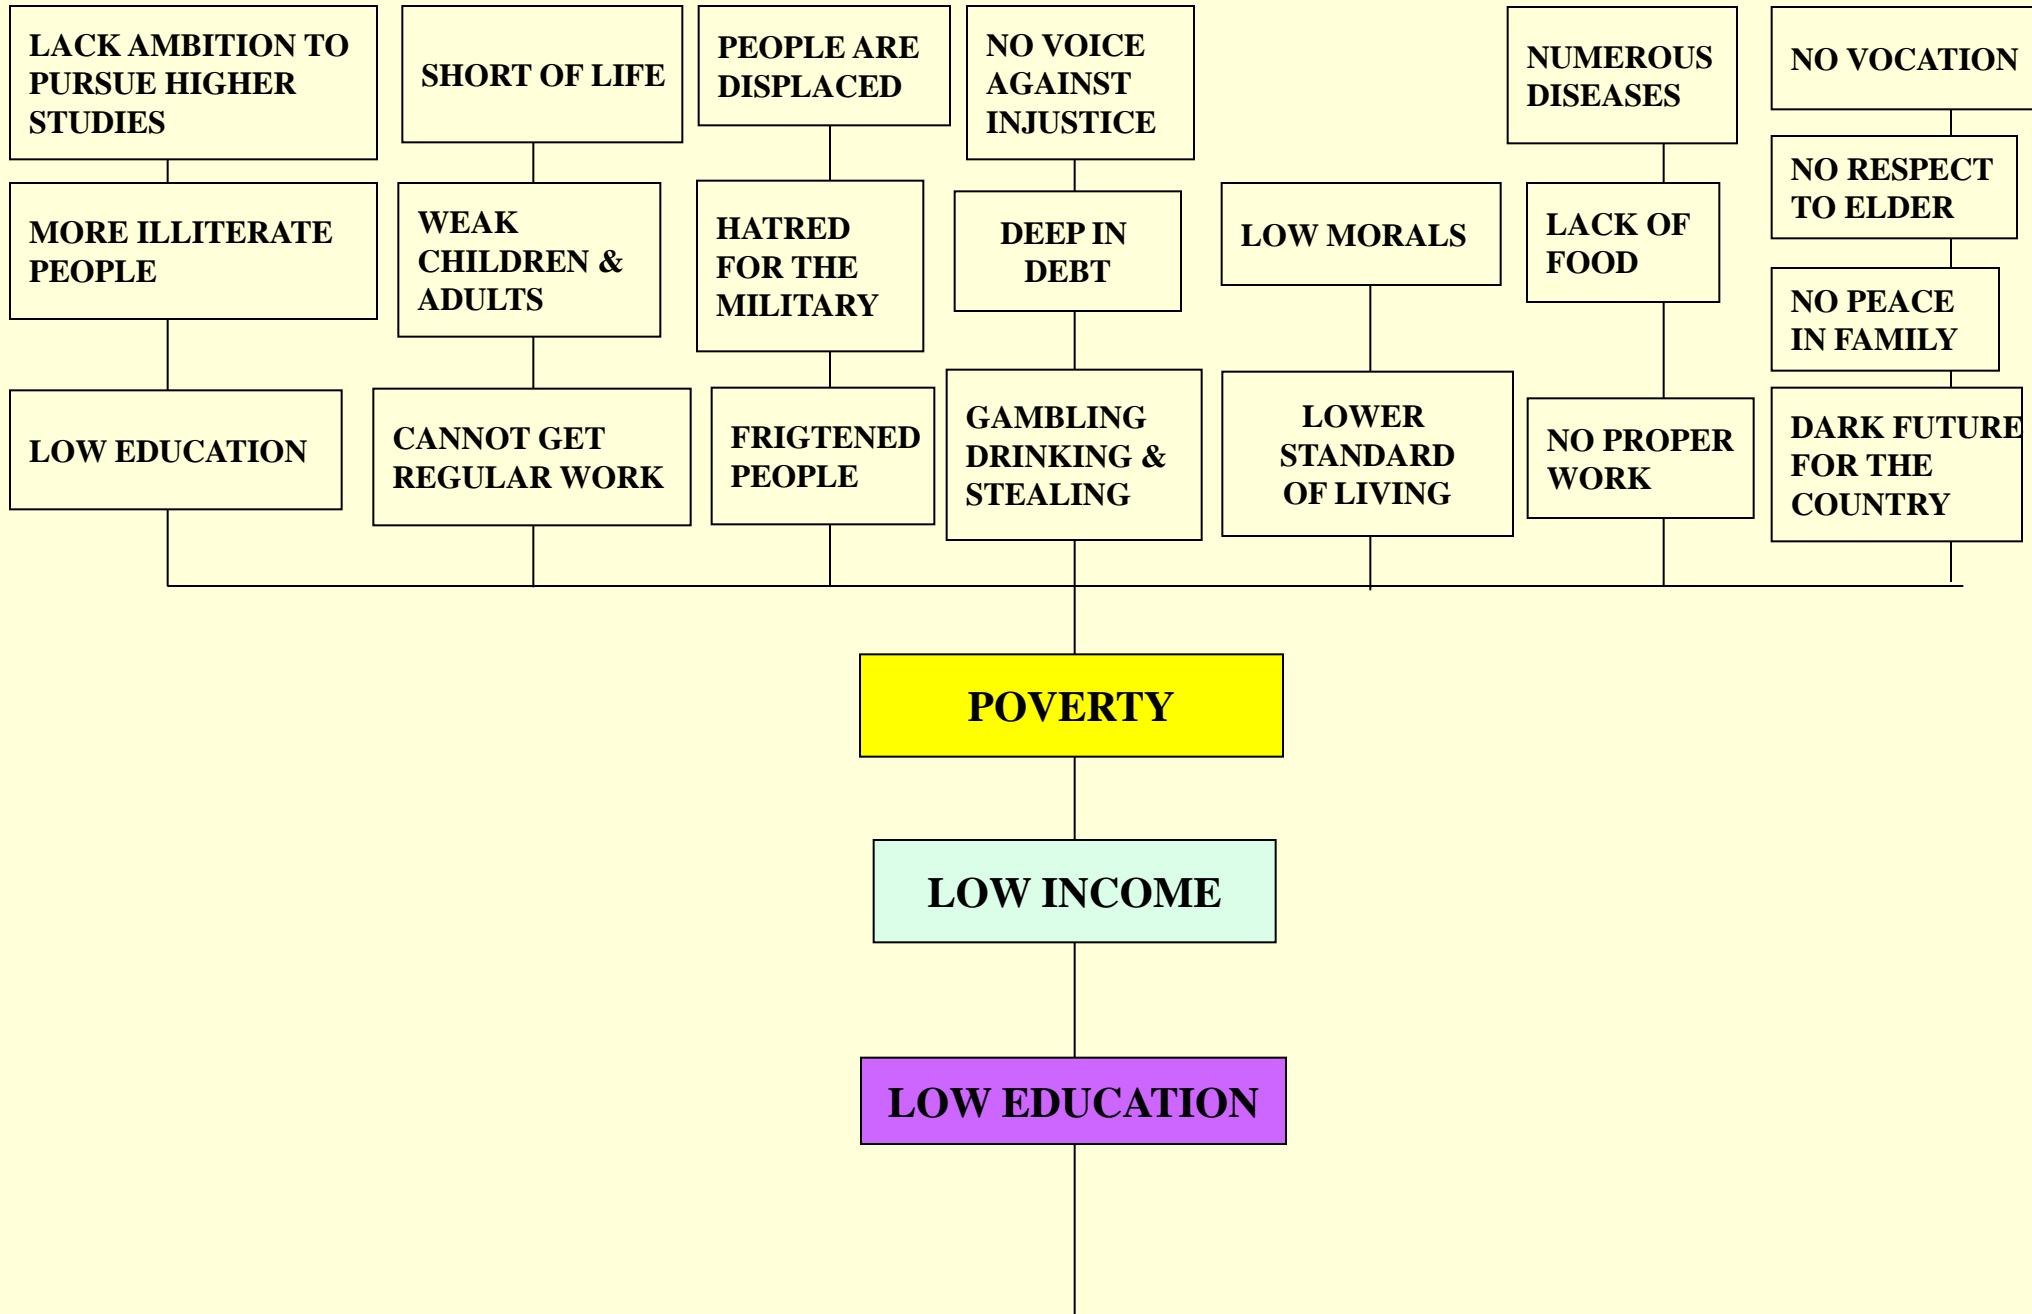 LACK AMBITION TO
PURSUE HIGHER
STUDIES
SHORT OF LIFE
PEOPLE ARE
DISPLACED
NO VOICE
AGAINST
INJUSTICE
NUMEROUS
DISEASES
NO VOCATION
MORE ILLITERATE
PEOPLE
WEAK
CHILDREN &
ADULTS
HATRED
FOR THE
MILITARY
DEEP IN
DEBT
LOW MORALS
LACK OF
FOOD
NO RESPECT
TO ELDER
NO PEACE
IN FAMILY
LOW EDUCATION
CANNOT GET
REGULAR WORK
FRIGTENED
PEOPLE
GAMBLING
DRINKING &
STEALING
LOWER
STANDARD
OF LIVING
NO PROPER
WORK
DARK FUTURE
FOR THE
COUNTRY
POVERTY
LOW INCOME
LOW EDUCATION